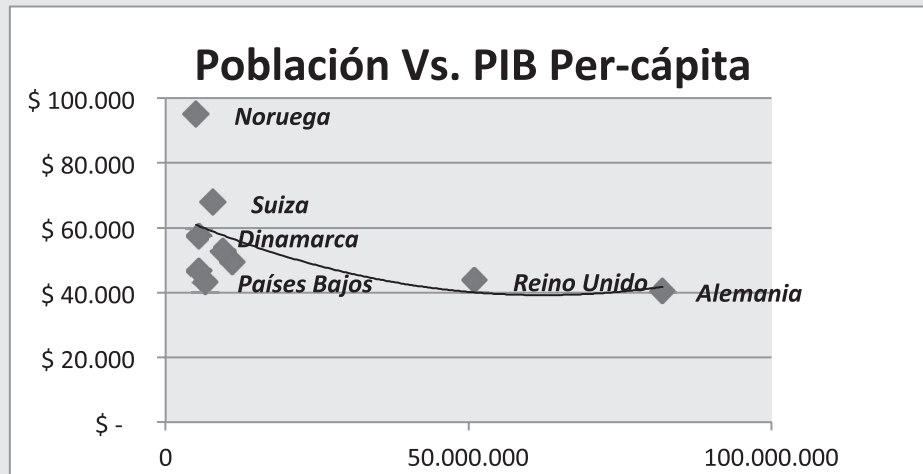 Población Vs. PIB Per-cápita
$ 100.000
Noruega
$ 80.000
Suiza
$ 60.000
Dinamarca
Países Bajos
Reino Unido
$ 40.000
Alemania
$ 20.000
$ -
0
50.000.000
100.000.000